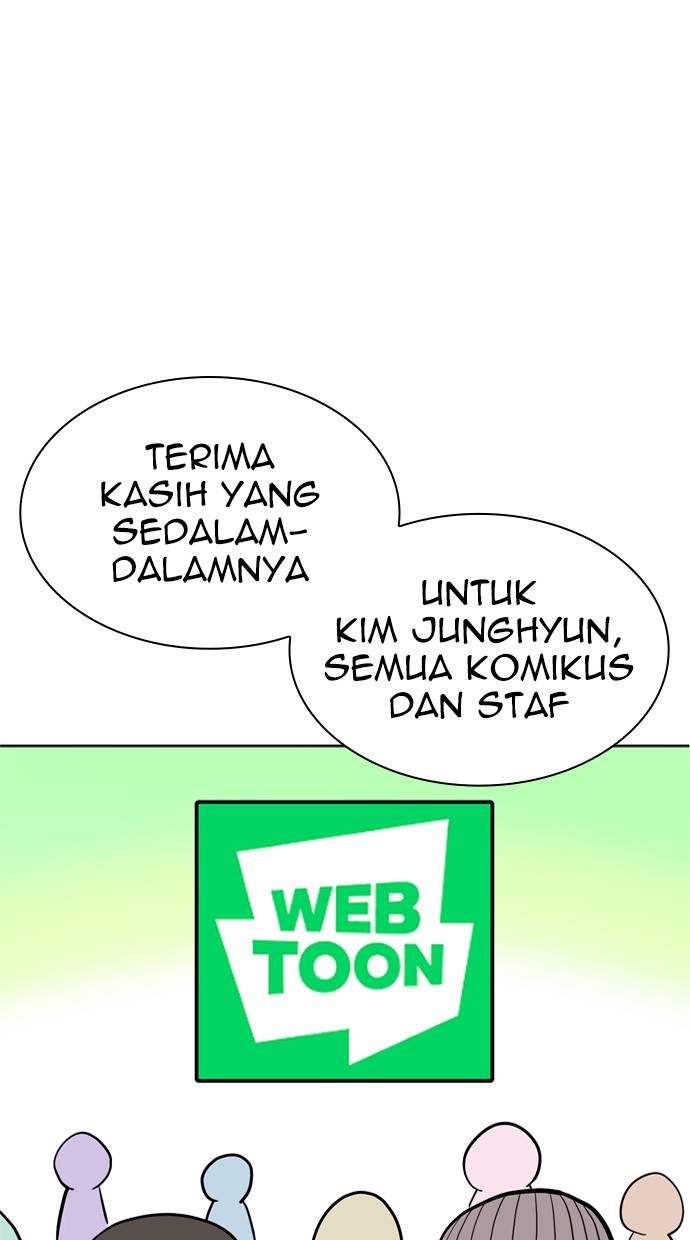 TERIMA
KASIH YANG
SEDALAM-
DALAMNYA
UNTUK
KIM JUNGHYUN,
SEMUA KOMIKUS
DAN STAF
WEB
TOON